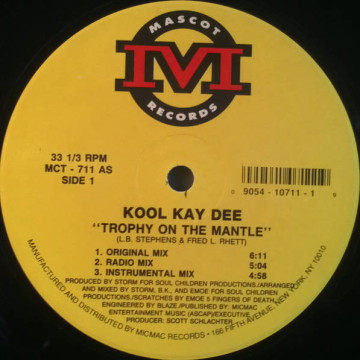 MASCOT
M
RECORDS
33 1/3 RPM
MCT - 711 AS
SIDE 1
9054 - 10711 - 1
KOOL KAY DEE
"TROPHY ON THE MANTLE"
(L.B. STEPHENS & FRED L. RHETT)
1. ORIGINAL MIX 6:11
2. RADIO MIX 5:04
3. INSTRUMENTAL MIX 4:58
PRODUCED BY STORM FOR SOUL CHILDREN PRODUCTIONS/ARRANGED
AND MIXED BY STORM, B.K., AND EMOE FOR SOUL CHILDREN
PRODUCTIONS/SCRATCHES BY EMOE 5 FINGERS OF DEATH/
ENGINEERED BY BLAZE./PUBLISHED BY: MICMAC
ENTERTAINMENT MUSIC (ASCAP)/EXECUTIVE
PRODUCER: SCOTT SCHLACHTER
MANUFACTURED AND DISTRIBUTED BY MICMAC RECORDS • 166 FIFTH AVENUE, NEW YORK, NY 10010